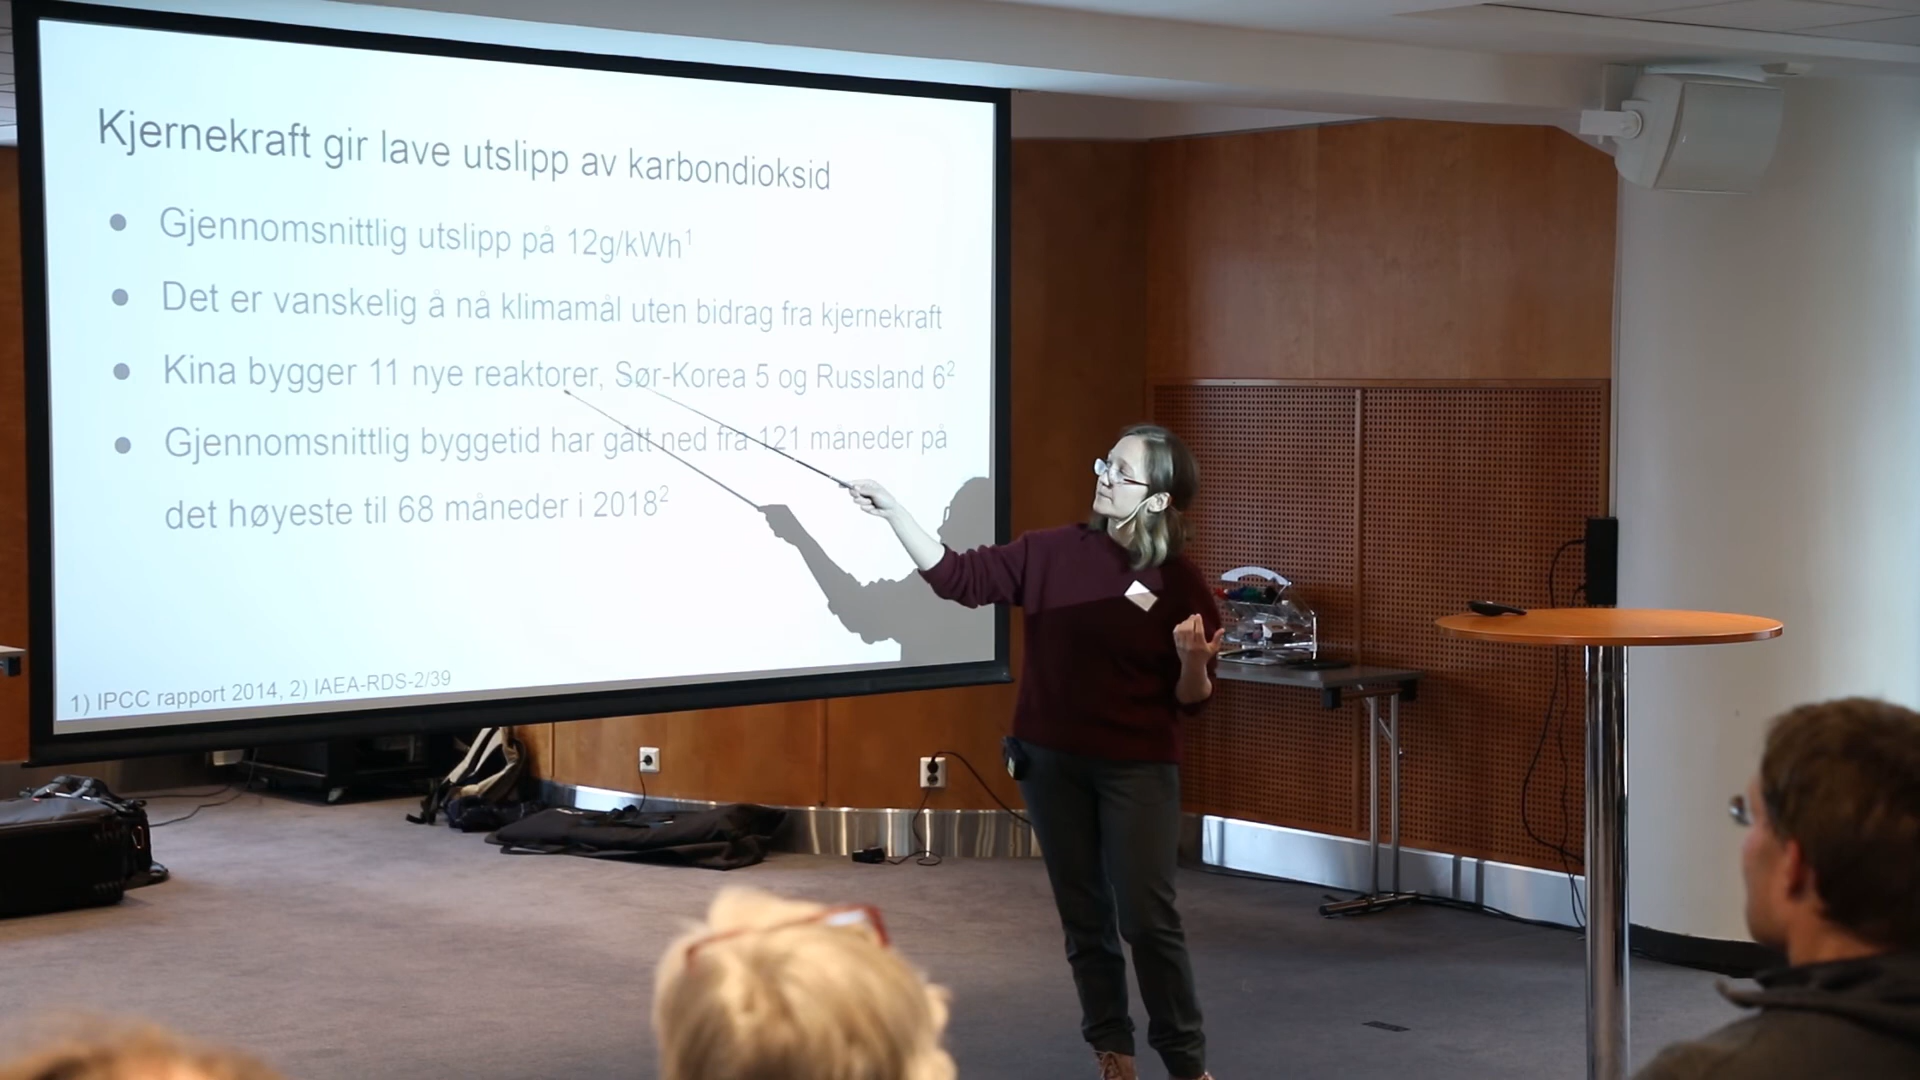 Kjernekraft gir lave utslipp av karbondioksid
● Gjennomsnittlig utslipp på 12g/kWh¹
● Det er vanskelig å nå klimamål uten bidrag fra kjernekraft
● Kina bygger 11 nye reaktorer, Sør-Korea 5 og Russland 6²
● Gjennomsnittlig byggetid har gått ned fra 121 måneder på
det høyeste til 68 måneder i 2018²
1) IPCC rapport 2014, 2) IAEA-RDS-2/39